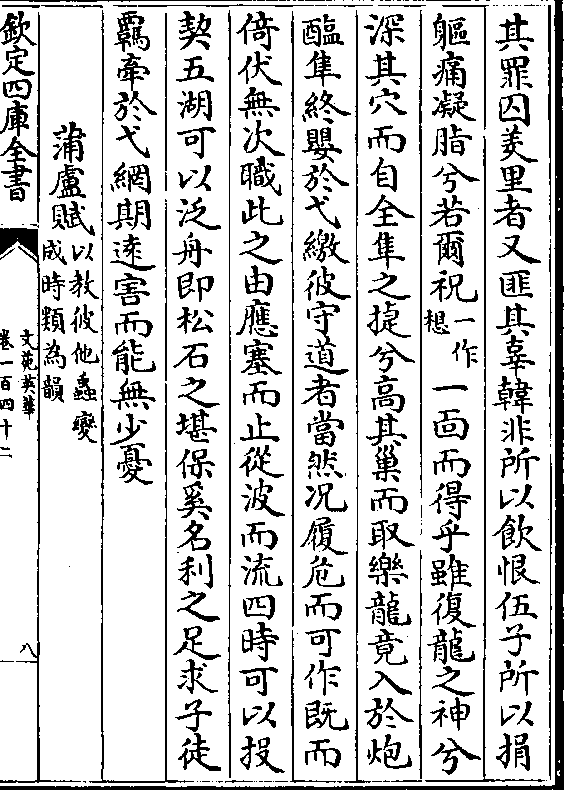 其罪囚羑里者又匪其辜韓非所以飲恨伍子所以捐
軀痛凝脂兮若爾祝一作想一面而得乎雖復龍之神兮
深其穴而自全隼之㨗兮高其巢而取樂龍竟入於炮
醢隼終嬰於弋繳彼守道者當然况履危而可作既而
倚伏無次職此之由應塞而止從波而流四時可以投
契五湖可以泛舟即松石之堪保奚名利之足求子徒
羈牽於弋網期逺害而能無少憂
蒲盧賦以教彼他蟲變
成時類為韻
欽定四庫全書
文苑英華
卷一百四十二
八